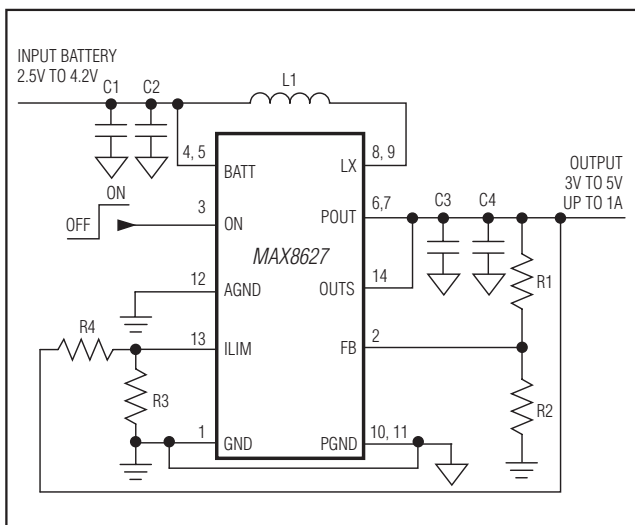 INPUT BATTERY
2.5V TO 4.2V
C1
C2
L1
4, 5
BATT
8, 9
LX
OUTPUT
3V TO 5V
UP TO 1A
ON
OFF
3
ON
6,7
POUT
C3
C4
MAX8627
12
AGND
14
OUTS
R1
R4
13
ILIM
2
FB
R3
R2
1
GND
10, 11
PGND